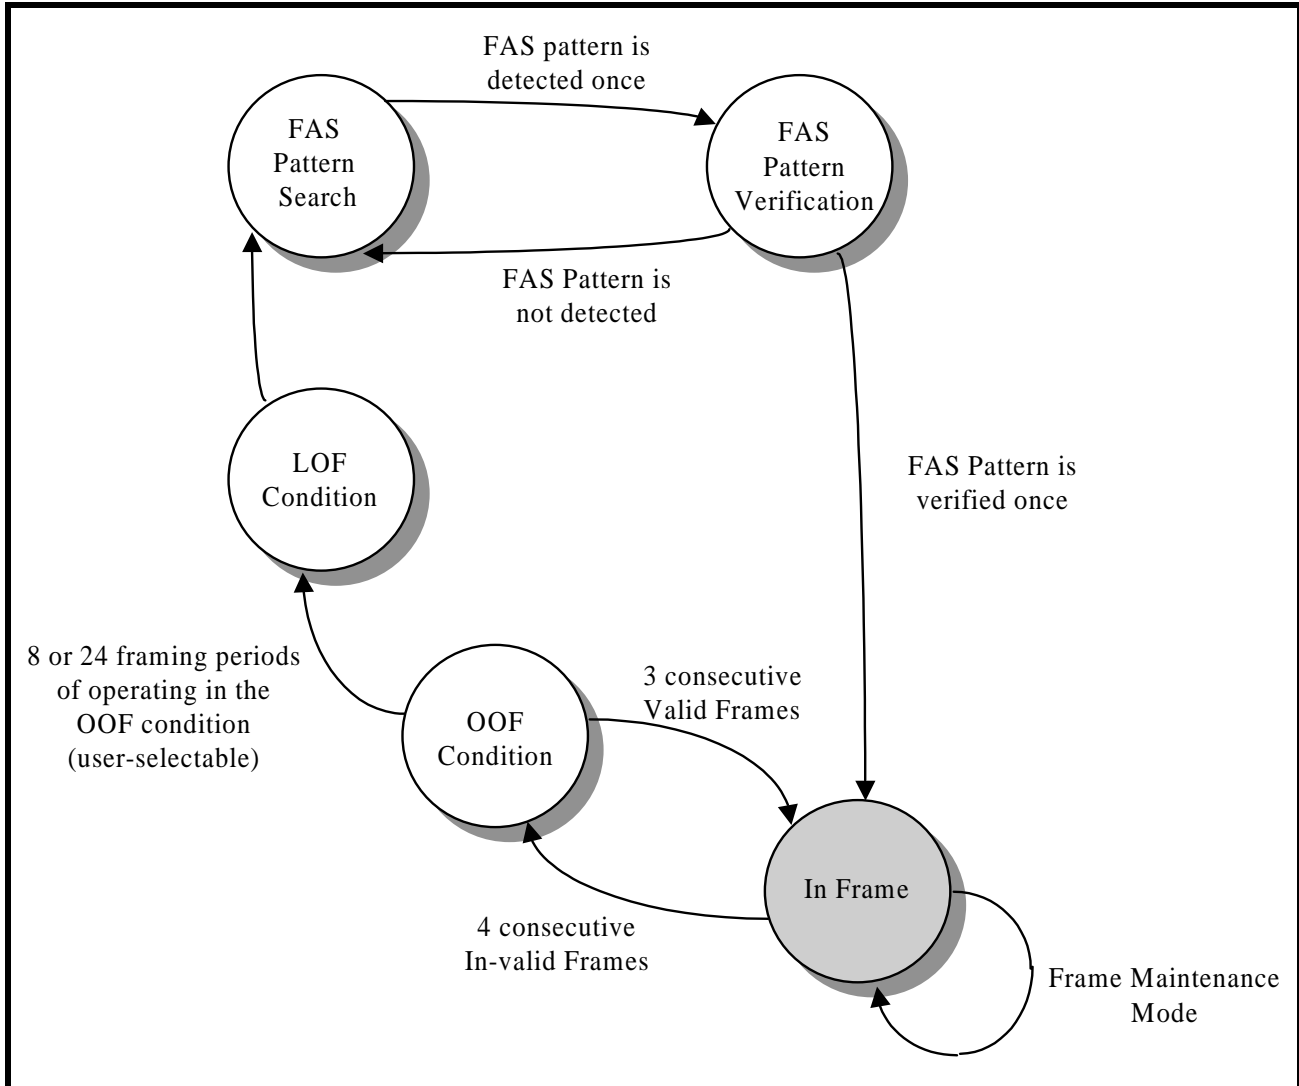 FAS pattern is
detected once
FAS
Pattern
Search
FAS
Pattern
Verification
FAS Pattern is
not detected
LOF
Condition
FAS Pattern is
verified once
8 or 24 framing periods
of operating in the
OOF condition
(user-selectable)
3 consecutive
Valid Frames
OOF
Condition
In Frame
4 consecutive
In-valid Frames
Frame Maintenance
Mode